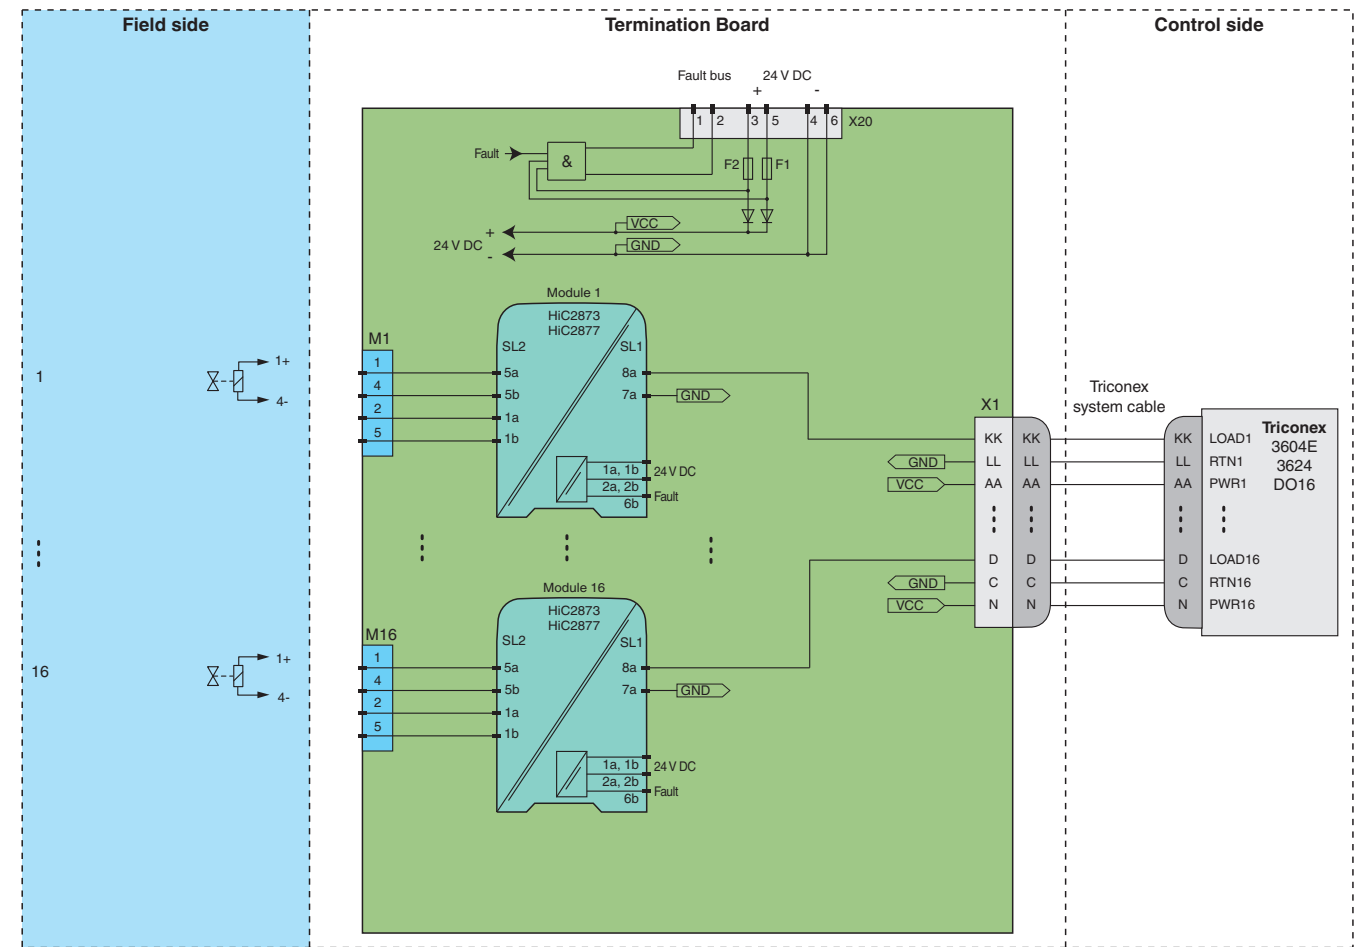 Field side
Termination Board
Control side
Fault bus
24 V DC
+
-
1
2
3
5
4
6
X20
Fault
&
F2
F1
VCC
+
24 V DC
GND
-
Module 1
HiC2873
HiC2877
M1
SL2
SL1
1
5a
8a
4
5b
7a
GND
2
1a
5
1b
1a, 1b
24 V DC
2a, 2b
Fault
6b
1
1+
4-
X1
Triconex
system cable
KK
KK
KK
LOAD1
Triconex
3604E
3624
DO16
GND
LL
LL
LL
RTN1
VCC
AA
AA
AA
PWR1
D
D
D
LOAD16
GND
C
C
C
RTN16
VCC
N
N
N
PWR16
Module 16
HiC2873
HiC2877
M16
SL2
SL1
1
5a
8a
4
5b
7a
GND
2
1a
5
1b
1a, 1b
24 V DC
2a, 2b
Fault
6b
16
1+
4-